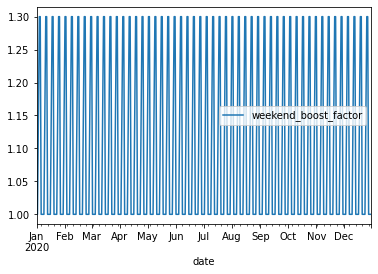 1.30
1.25
1.20
1.15
1.10
1.05
1.00
weekend_boost_factor
Jan Feb Mar Apr May Jun Jul Aug Sep Oct Nov Dec
2020
date